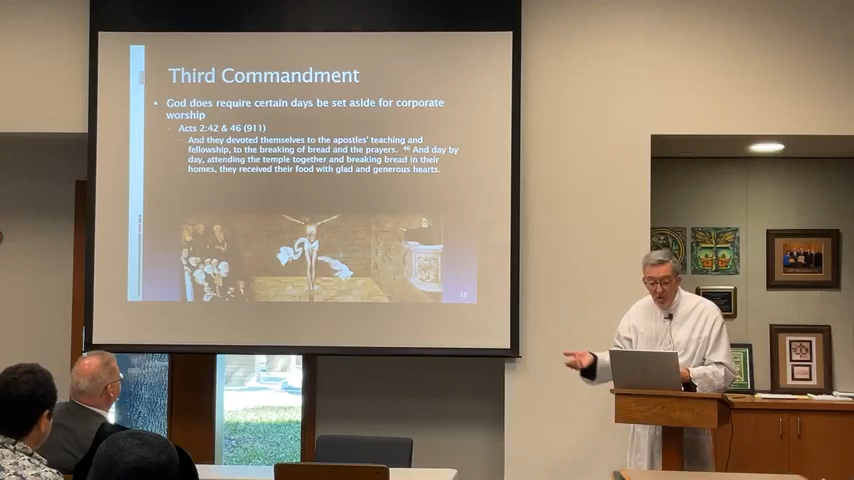 Third Commandment
God does require certain days be set aside for corporate
worship
Acts 2:42 & 46 (911)
And they devoted themselves to the apostles' teaching and
fellowship, to the breaking of bread and the prayers. 46 And day by
day, attending the temple together and breaking bread in their
homes, they received their food with glad and generous hearts.